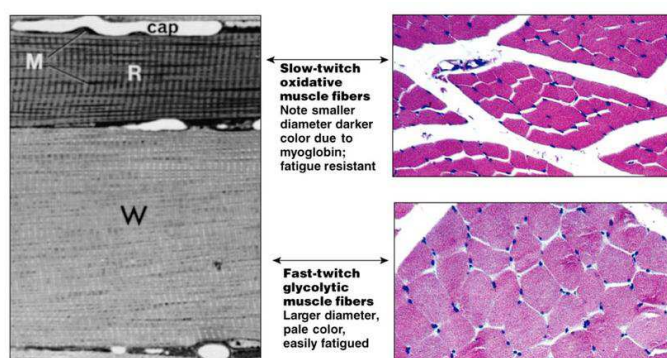 cap
M
R
W
Slow-twitch
oxidative
muscle fibers
Note smaller
diameter darker
color due to
myoglobin;
fatigue resistant
Fast-twitch
glycolytic
muscle fibers
Larger diameter,
pale color,
easily fatigued